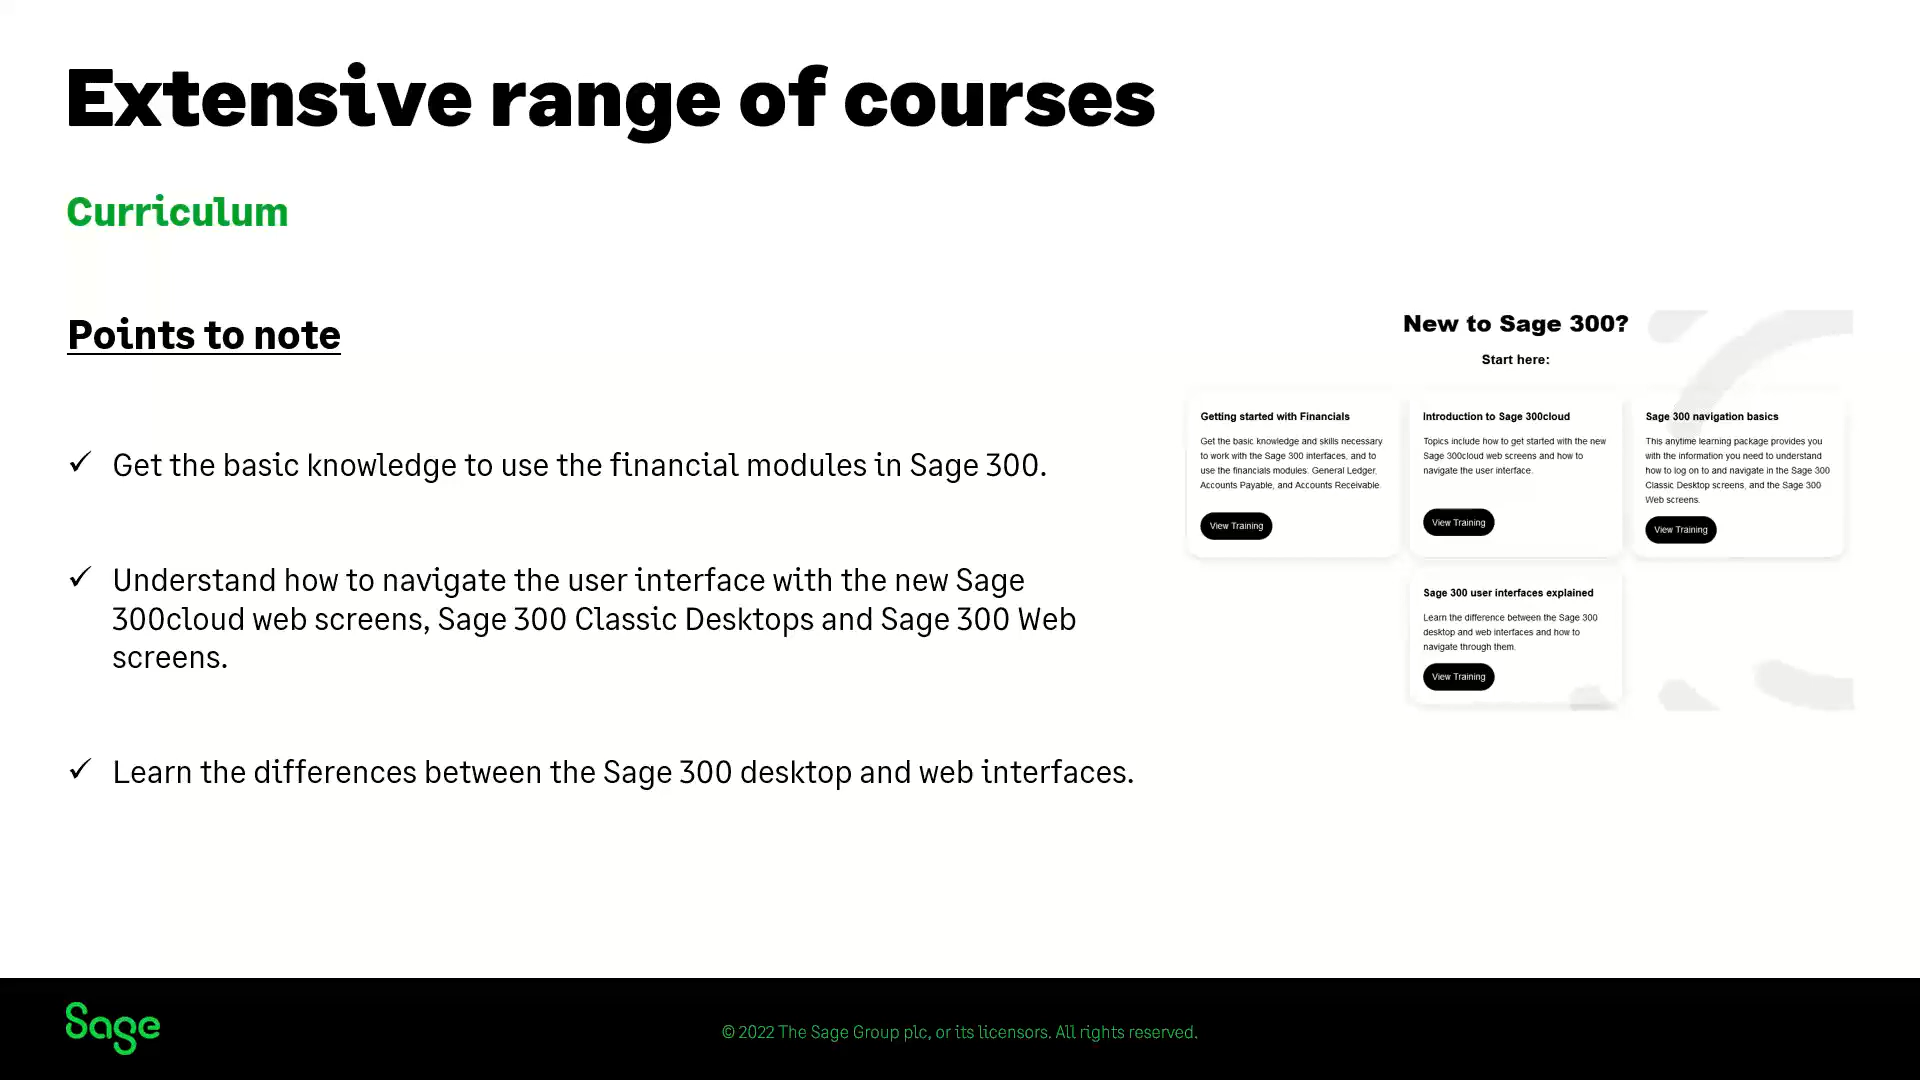 Extensive range of courses
Curriculum
Points to note
✓ Get the basic knowledge to use the financial modules in Sage 300.
✓ Understand how to navigate the user interface with the new Sage
300cloud web screens, Sage 300 Classic Desktops and Sage 300 Web
screens.
✓ Learn the differences between the Sage 300 desktop and web interfaces.
New to Sage 300?
Start here:
Getting started with Financials
Get the basic knowledge and skills necessary
to work with the Sage 300 interfaces, and to
use the financials modules: General Ledger,
Accounts Payable, and Accounts Receivable.
View Training
Introduction to Sage 300cloud
Topics include how to get started with the new
Sage 300cloud web screens and how to
navigate the user interface.
View Training
Sage 300 navigation basics
This anytime learning package provides you
with the information you need to understand
how to log on to and navigate in the Sage 300
Classic Desktop screens, and the Sage 300
Web screens.
View Training
Sage 300 user interfaces explained
Learn the difference between the Sage 300
desktop and web interfaces and how to
navigate through them.
View Training
Sage
© 2022 The Sage Group plc, or its licensors. All rights reserved.